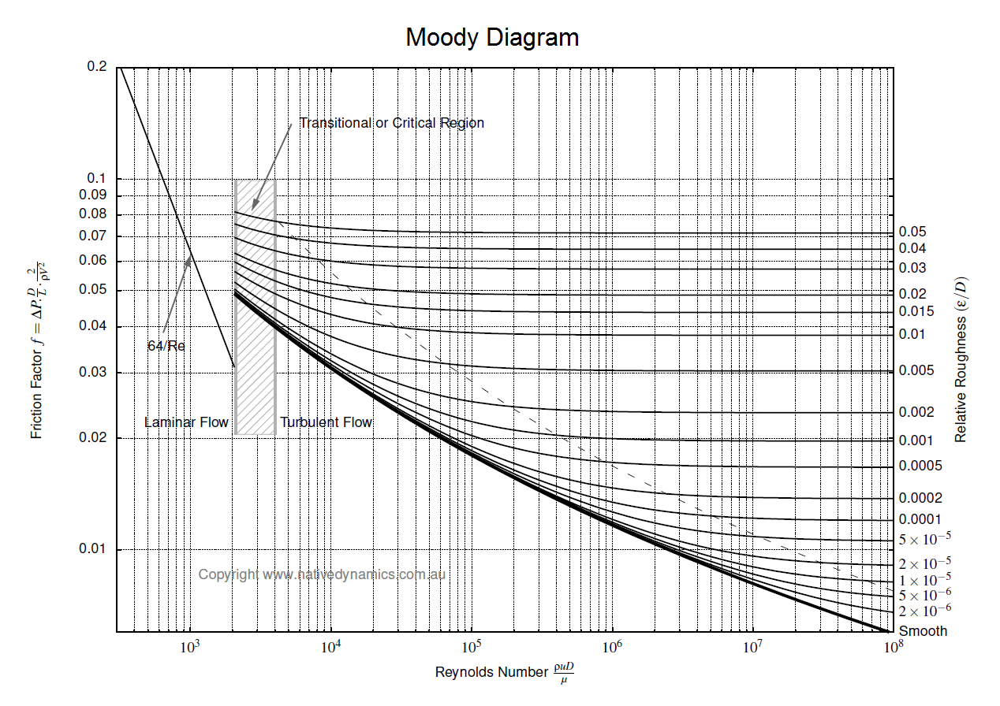 Moody Diagram
0.2
0.1
0.09
0.08
0.07
0.06
0.05
0.04
0.03
0.02
0.01
Friction Factor f = ΔP.D/L.2/ρV²
Transitional or Critical Region
64/Re
Laminar Flow
Turbulent Flow
Copyright www.nativedynamics.com.au
0.05
0.04
0.03
0.02
0.015
0.01
0.005
0.002
0.001
0.0005
0.0002
0.0001
5 × 10⁻⁵
2 × 10⁻⁵
1 × 10⁻⁵
5 × 10⁻⁶
2 × 10⁻⁶
Smooth
Relative Roughness (ε/D)
10³
10⁴
10⁵
10⁶
10⁷
10⁸
Reynolds Number ρuD/μ